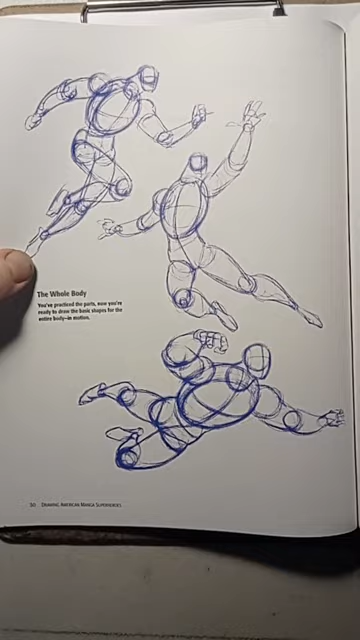 The Whole Body
You've practiced the parts, now you're
ready to draw the basic shapes for the
entire body—in motion.
50 DRAWING AMERICAN MANGA SUPERHEROES